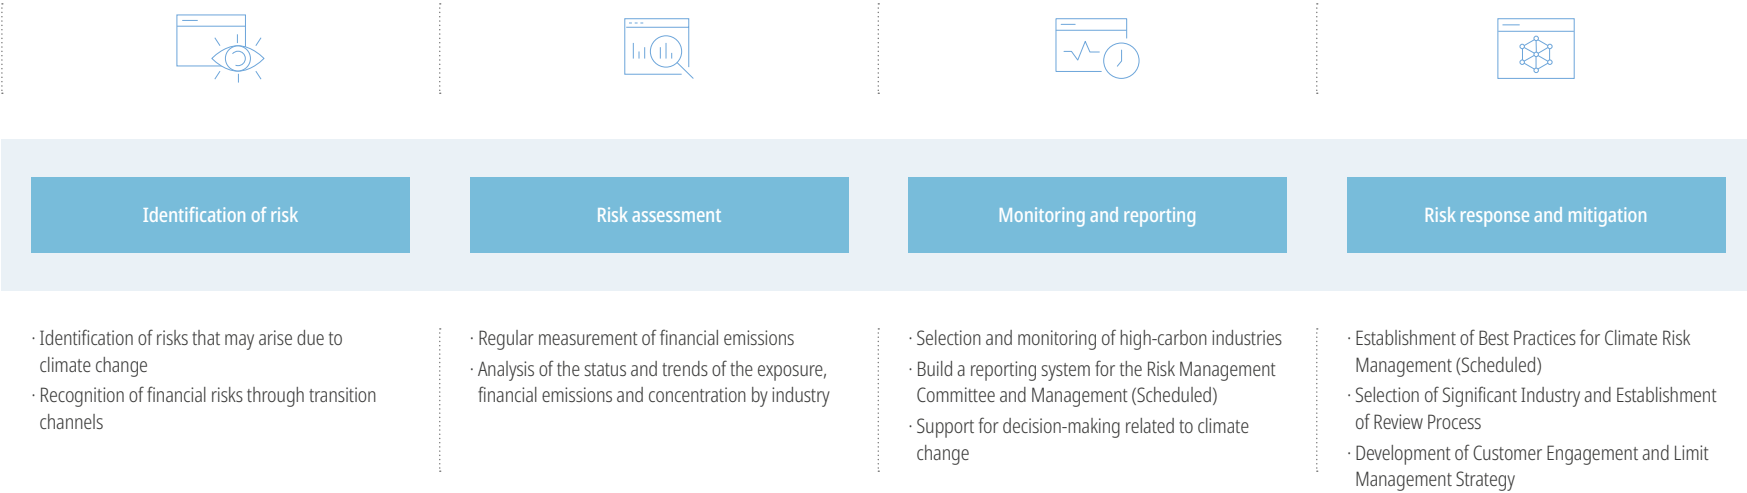 Identification of risk
Risk assessment
Monitoring and reporting
Risk response and mitigation
· Identification of risks that may arise due to
climate change
· Recognition of financial risks through transition
channels
· Regular measurement of financial emissions
· Analysis of the status and trends of the exposure,
financial emissions and concentration by industry
· Selection and monitoring of high-carbon industries
· Build a reporting system for the Risk Management
Committee and Management (Scheduled)
· Support for decision-making related to climate
change
· Establishment of Best Practices for Climate Risk
Management (Scheduled)
· Selection of Significant Industry and Establishment
of Review Process
· Development of Customer Engagement and Limit
Management Strategy